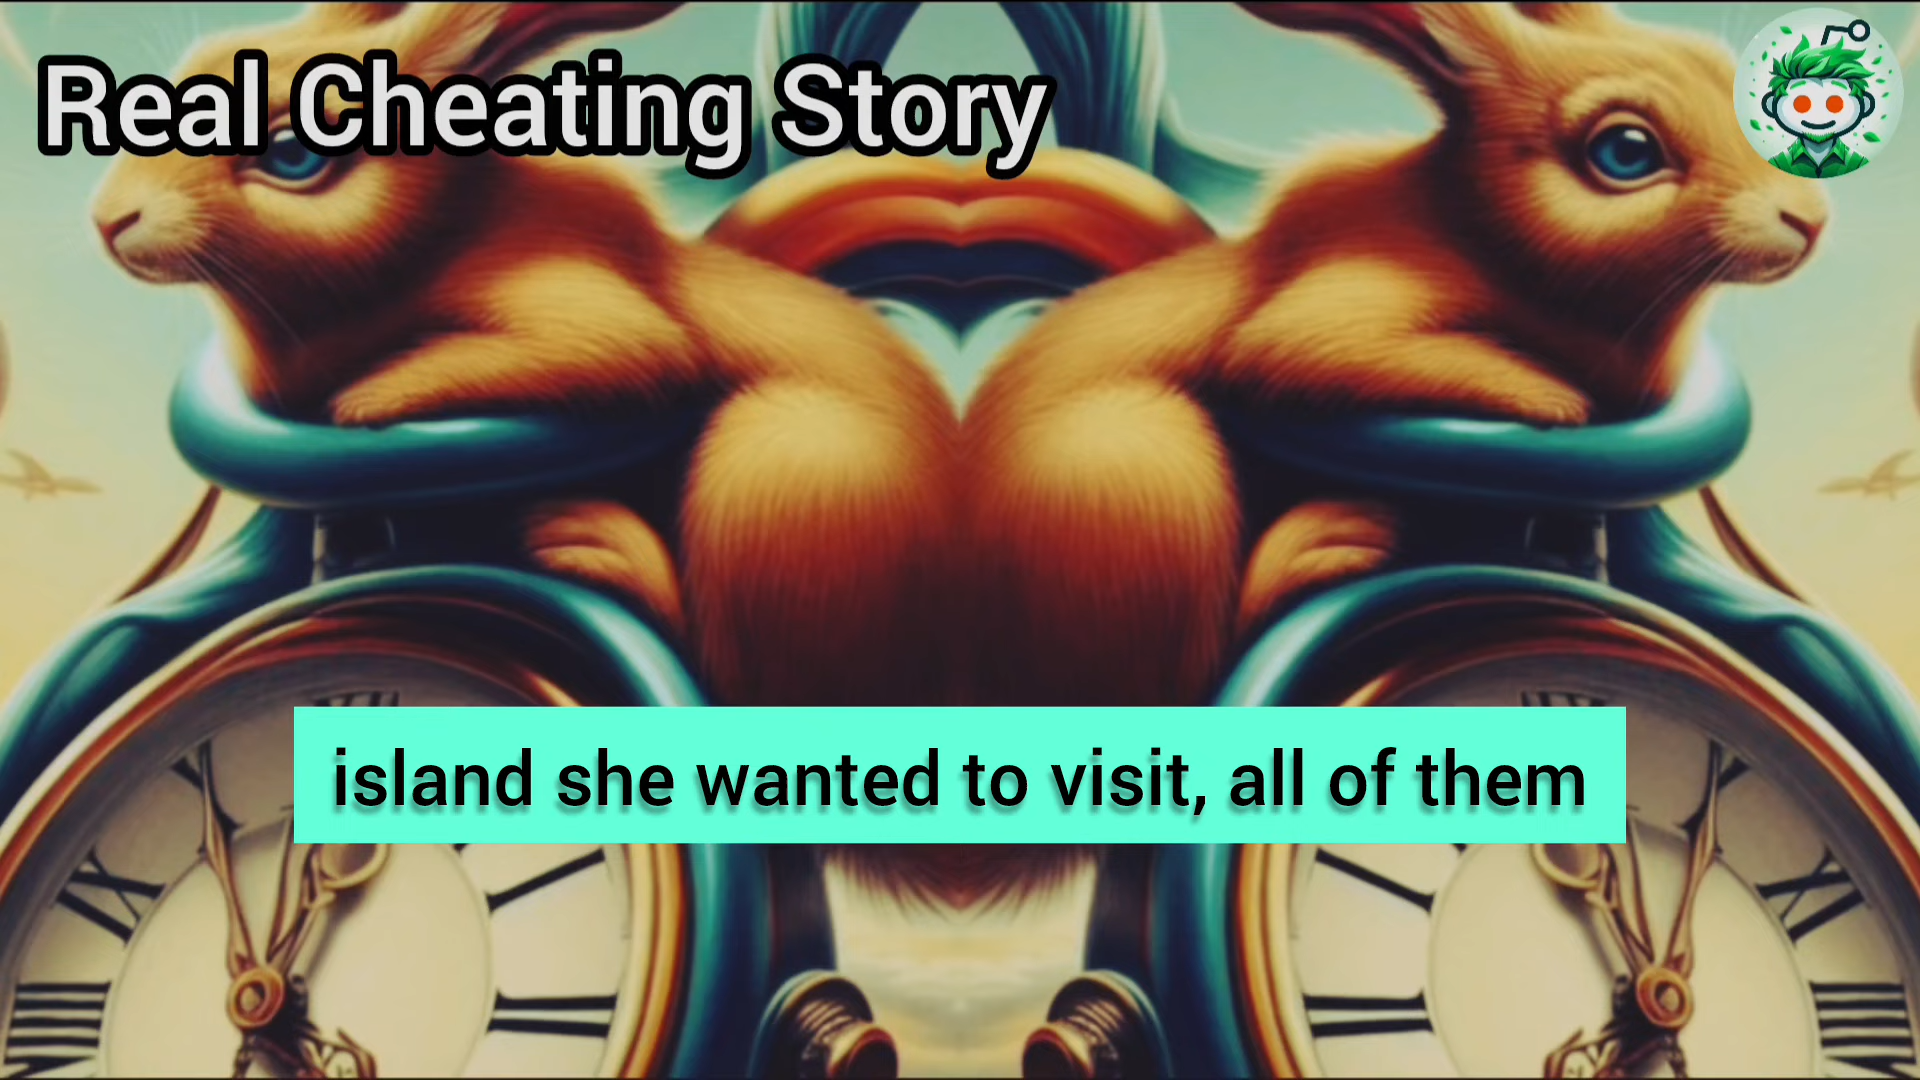 Real Cheating Story
island she wanted to visit, all of them